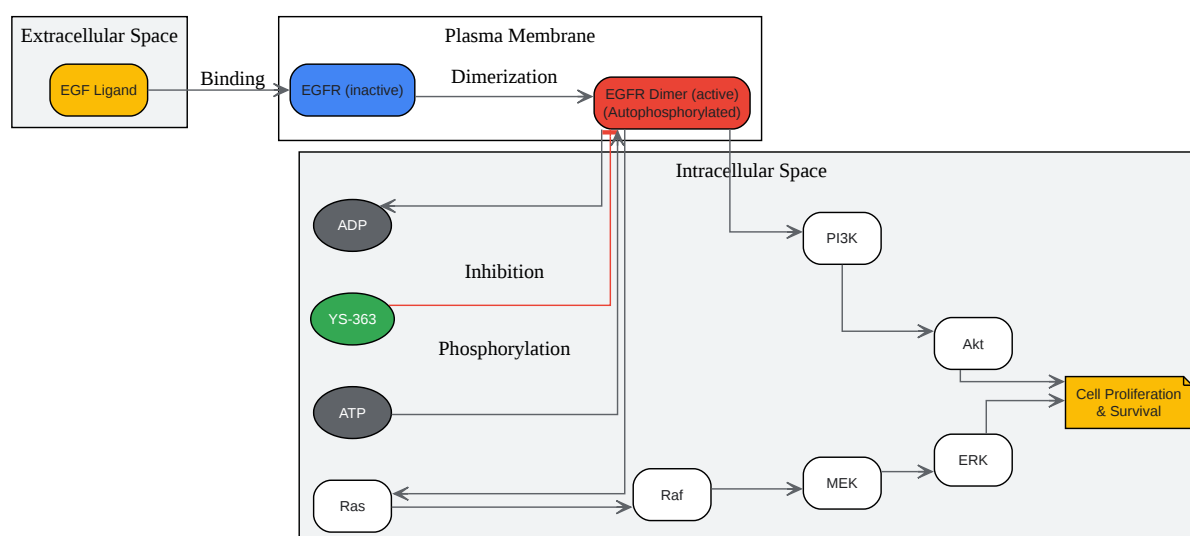 Extracellular Space
Plasma Membrane
EGF Ligand
Binding
EGFR (inactive)
Dimerization
EGFR Dimer (active)
(Autophosphorylated)
Intracellular Space
ADP
PI3K
Inhibition
YS-363
Phosphorylation
Akt
ATP
Cell Proliferation
& Survival
ERK
MEK
Raf
Ras